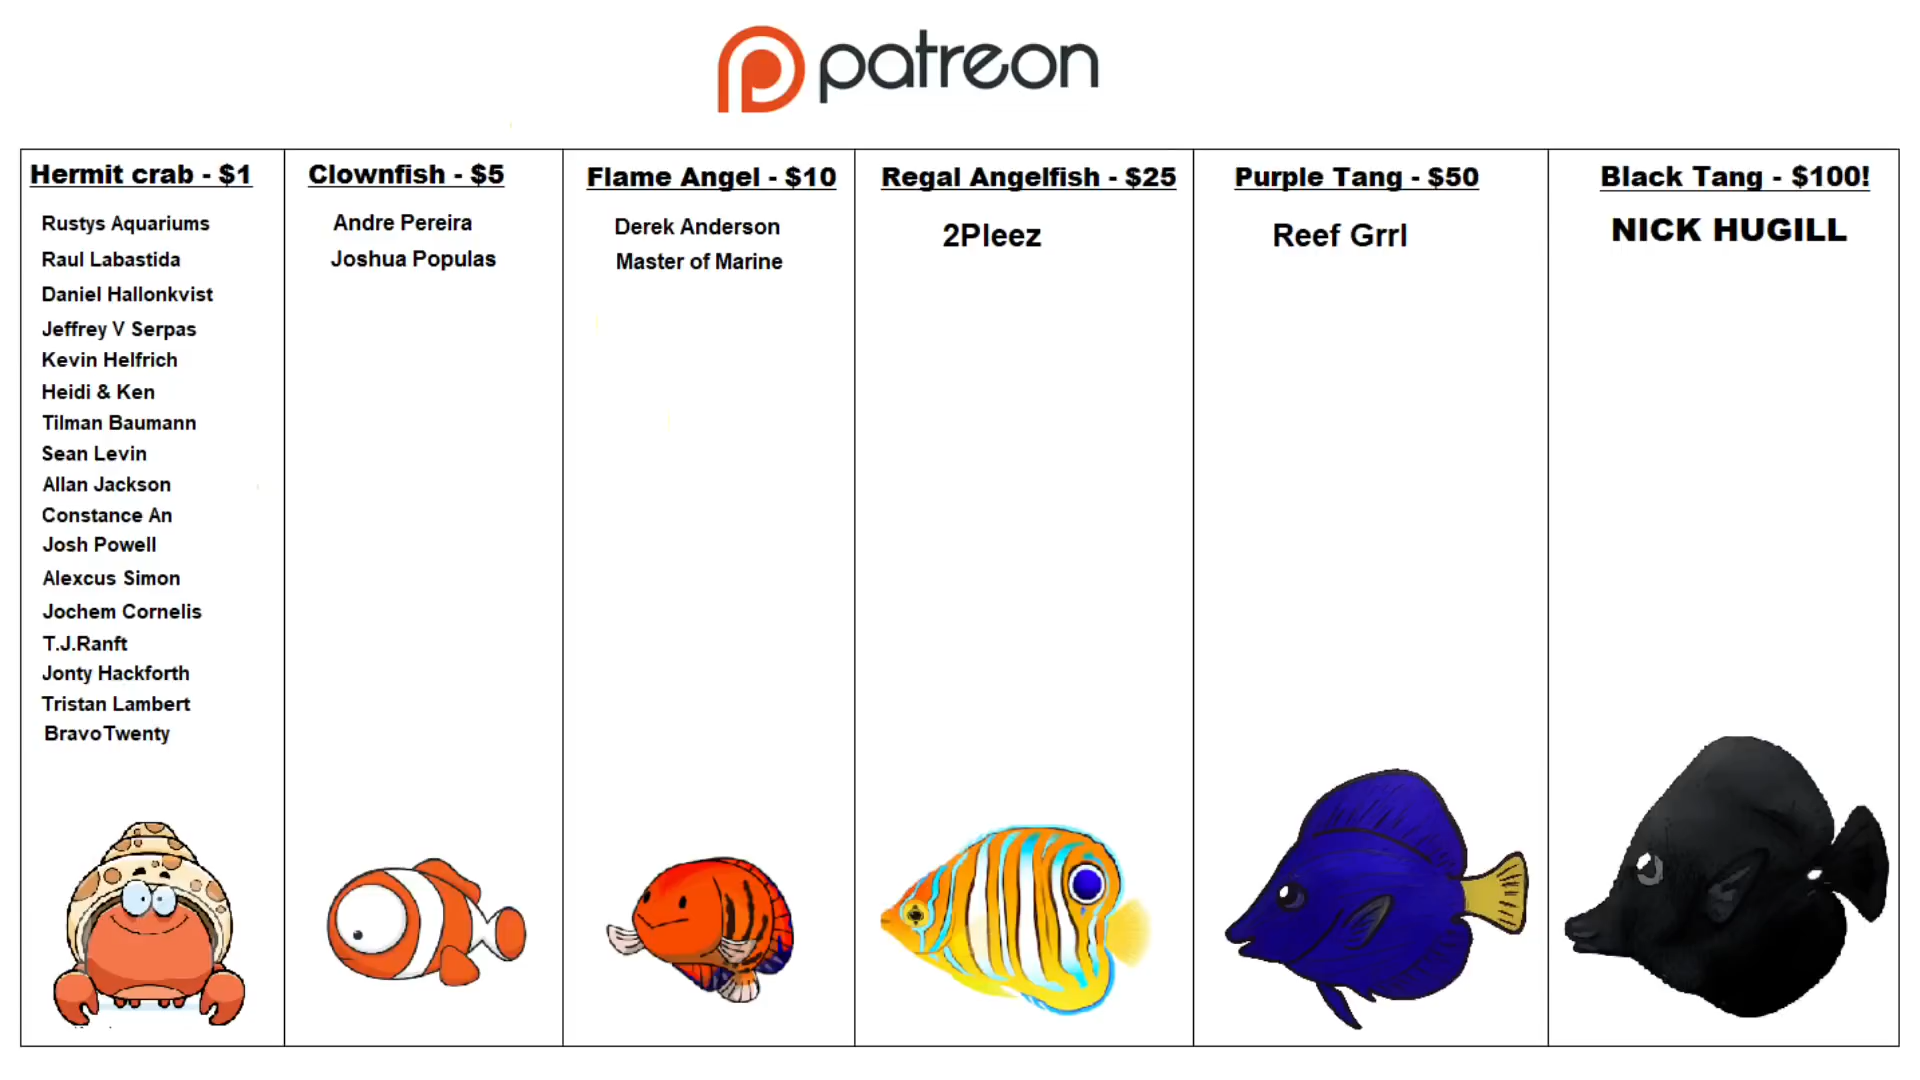 patreon
Hermit crab - $1
Rustys Aquariums
Raul Labastida
Daniel Hallonkvist
Jeffrey V Serpas
Kevin Helfrich
Heidi & Ken
Tilman Baumann
Sean Levin
Allan Jackson
Constance An
Josh Powell
Alexcus Simon
Jochem Cornelis
T.J.Ranft
Jonty Hackforth
Tristan Lambert
BravoTwenty
Clownfish - $5
Andre Pereira
Joshua Populas
Flame Angel - $10
Derek Anderson
Master of Marine
Regal Angelfish - $25
2Pleez
Purple Tang - $50
Reef Grrl
Black Tang - $100!
NICK HUGILL